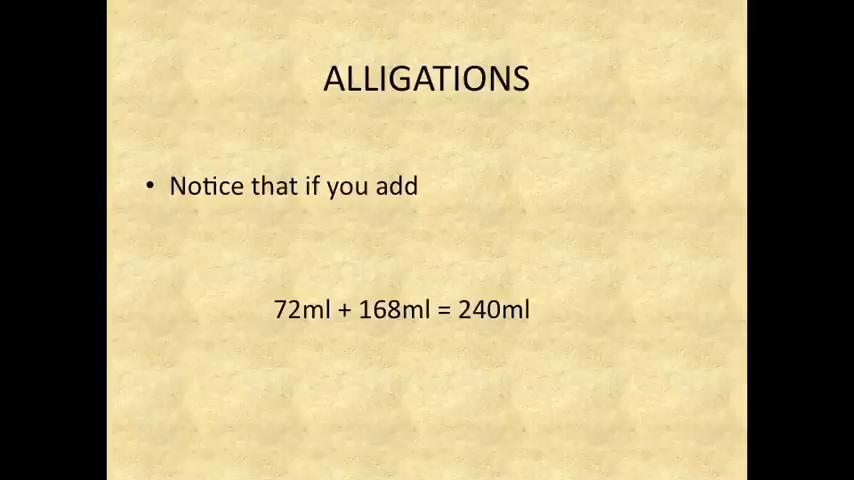 ALLIGATIONS
• Notice that if you add
72ml + 168ml = 240ml